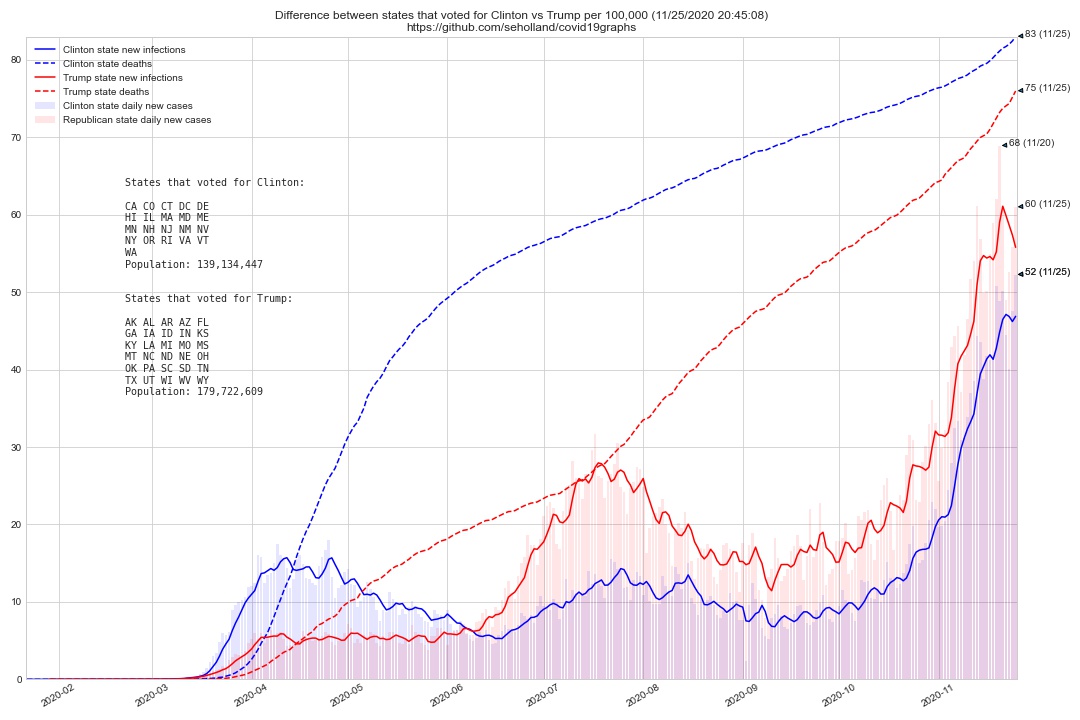 Difference between states that voted for Clinton vs Trump per 100,000 (11/25/2020 20:45:08)
https://github.com/seholland/covid19graphs
Clinton state new infections
Clinton state deaths
Trump state new infections
Trump state deaths
Clinton state daily new cases
Republican state daily new cases
83 (11/25)
75 (11/25)
68 (11/20)
60 (11/25)
52 (11/25)
States that voted for Clinton:
CA CO CT DC DE
HI IL MA MD ME
MN NH NJ NM NV
NY OR RI VA VT
WA
Population: 139,134,447
States that voted for Trump:
AK AL AR AZ FL
GA IA ID IN KS
KY LA MI MO MS
MT NC ND NE OH
OK PA SC SD TN
TX UT WI WV WY
Population: 179,722,609
80
70
60
50
40
30
20
10
0
2020-02
2020-03
2020-04
2020-05
2020-06
2020-07
2020-08
2020-09
2020-10
2020-11